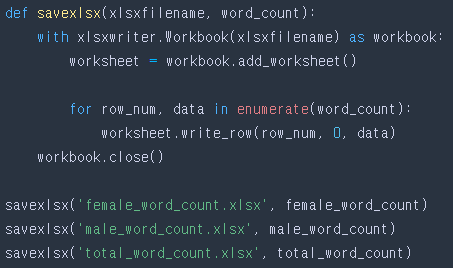 def savexlsx(xlsxfilename, word_count):
    with xlsxwriter.Workbook(xlsxfilename) as workbook:
        worksheet = workbook.add_worksheet()

        for row_num, data in enumerate(word_count):
            worksheet.write_row(row_num, 0, data)
    workbook.close()

savexlsx('female_word_count.xlsx', female_word_count)
savexlsx('male_word_count.xlsx', male_word_count)
savexlsx('total_word_count.xlsx', total_word_count)